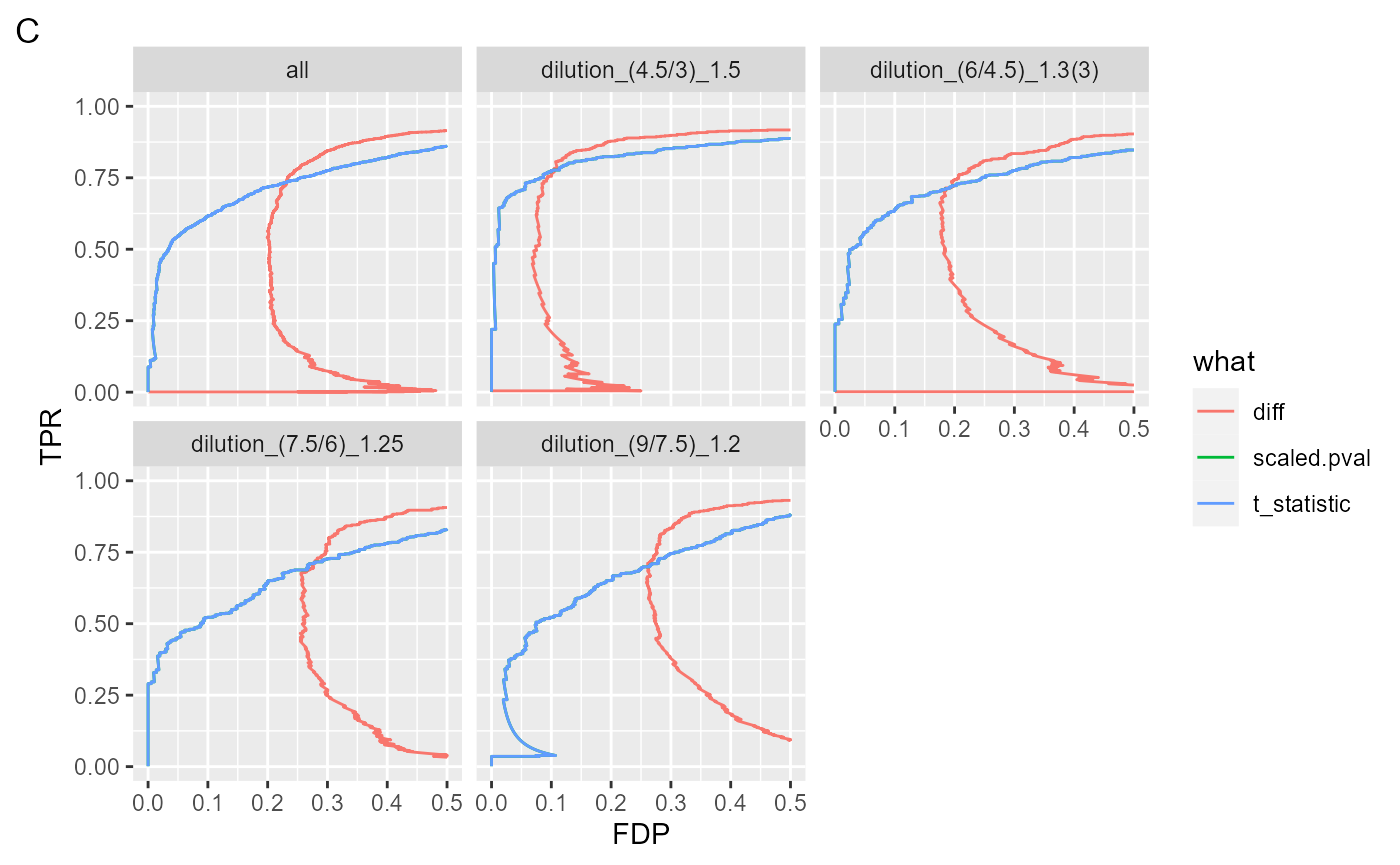 C
all
dilution_(4.5/3)_1.5
dilution_(6/4.5)_1.3(3)
1.00
0.75
0.50
0.25
0.00
0.0 0.1 0.2 0.3 0.4 0.5
dilution_(7.5/6)_1.25
dilution_(9/7.5)_1.2
1.00
0.75
0.50
0.25
0.00
0.0 0.1 0.2 0.3 0.4 0.5
0.0 0.1 0.2 0.3 0.4 0.5
TPR
FDP
what
diff
scaled.pval
t_statistic